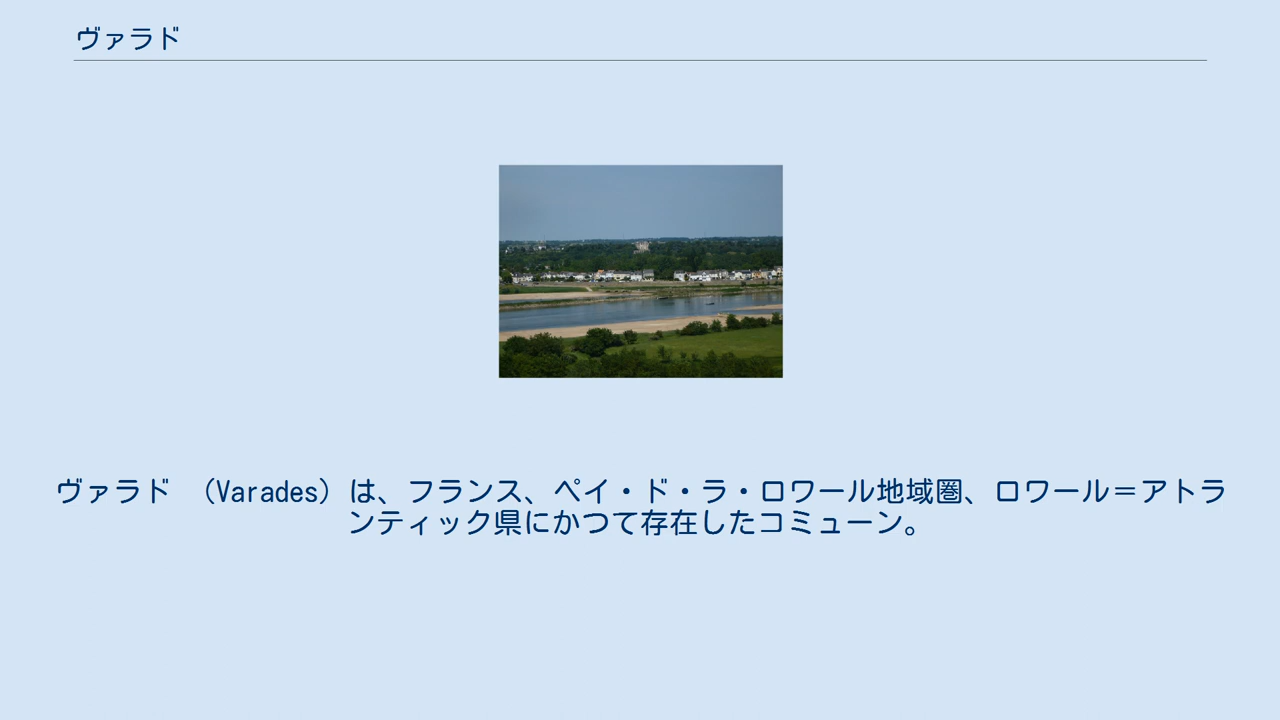 ヴァラド
ヴァラド （Varades）は、フランス、ペイ・ド・ラ・ロワール地域圏、ロワール＝アトラ
ンティック県にかつて存在したコミューン。